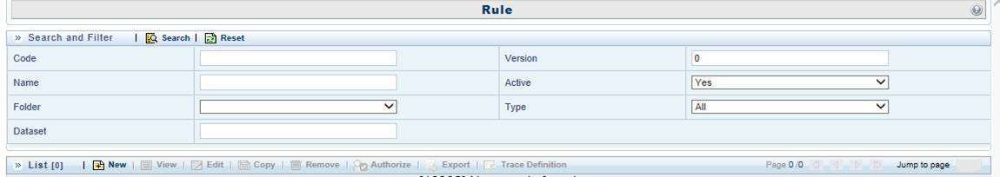 Rule
» Search and Filter | Search | Reset
Code Version 0
Name Active Yes
Folder Type All
Dataset
» List [0] | New | View | Edit | Copy | Remove | Authorize | Export | Trace Definition Page 0 /0 Jump to page